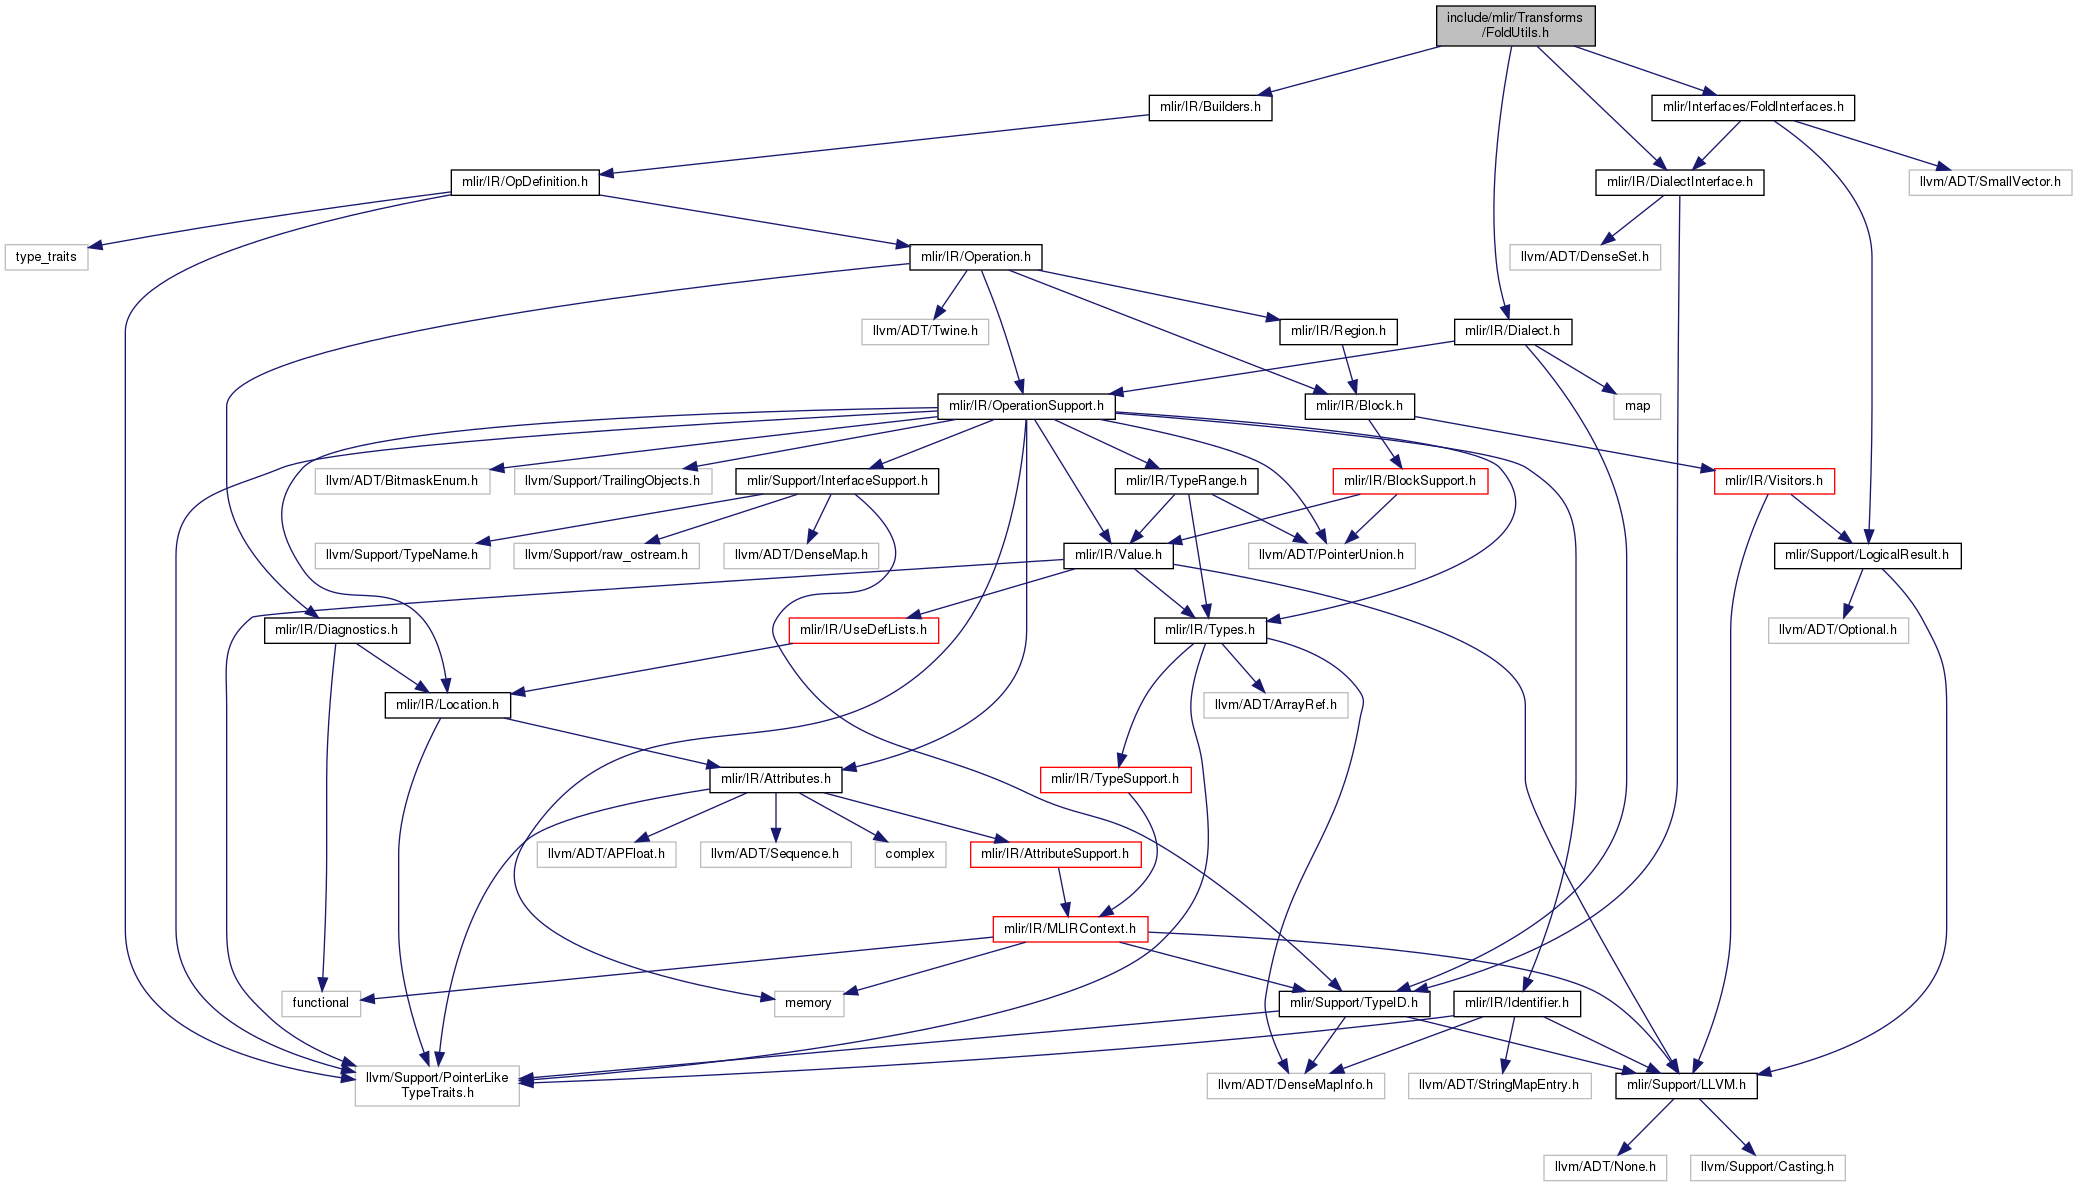 include/mlir/Transforms
/FoldUtils.h
mlir/IR/Builders.h
mlir/Interfaces/FoldInterfaces.h
mlir/IR/OpDefinition.h
mlir/IR/DialectInterface.h
llvm/ADT/SmallVector.h
type_traits
mlir/IR/Operation.h
llvm/ADT/DenseSet.h
llvm/ADT/Twine.h
mlir/IR/Region.h
mlir/IR/Dialect.h
mlir/IR/OperationSupport.h
mlir/IR/Block.h
map
llvm/ADT/BitmaskEnum.h
llvm/Support/TrailingObjects.h
mlir/Support/InterfaceSupport.h
mlir/IR/TypeRange.h
mlir/IR/BlockSupport.h
mlir/IR/Visitors.h
llvm/Support/TypeName.h
llvm/Support/raw_ostream.h
llvm/ADT/DenseMap.h
mlir/IR/Value.h
llvm/ADT/PointerUnion.h
mlir/Support/LogicalResult.h
mlir/IR/Diagnostics.h
mlir/IR/UseDefLists.h
mlir/IR/Types.h
llvm/ADT/Optional.h
mlir/IR/Location.h
llvm/ADT/ArrayRef.h
mlir/IR/Attributes.h
mlir/IR/TypeSupport.h
llvm/ADT/APFloat.h
llvm/ADT/Sequence.h
complex
mlir/IR/AttributeSupport.h
mlir/IR/MLIRContext.h
functional
memory
mlir/Support/TypeID.h
mlir/IR/Identifier.h
llvm/Support/PointerLike
TypeTraits.h
llvm/ADT/DenseMapInfo.h
llvm/ADT/StringMapEntry.h
mlir/Support/LLVM.h
llvm/ADT/None.h
llvm/Support/Casting.h